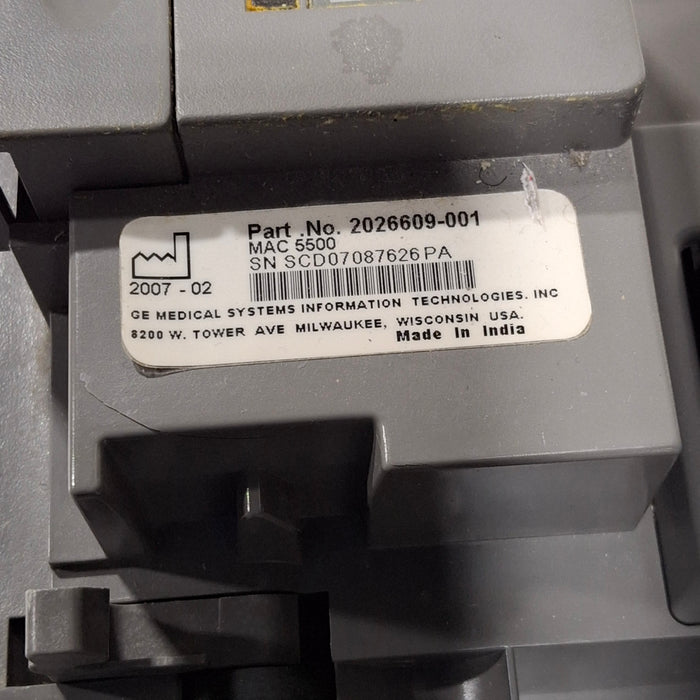 Part .No. 2026609-001
MAC 5500
SN SCD07087626PA
2007 - 02
GE MEDICAL SYSTEMS INFORMATION TECHNOLOGIES. INC
8200 W. TOWER AVE MILWAUKEE, WISCONSIN USA.
Made In India